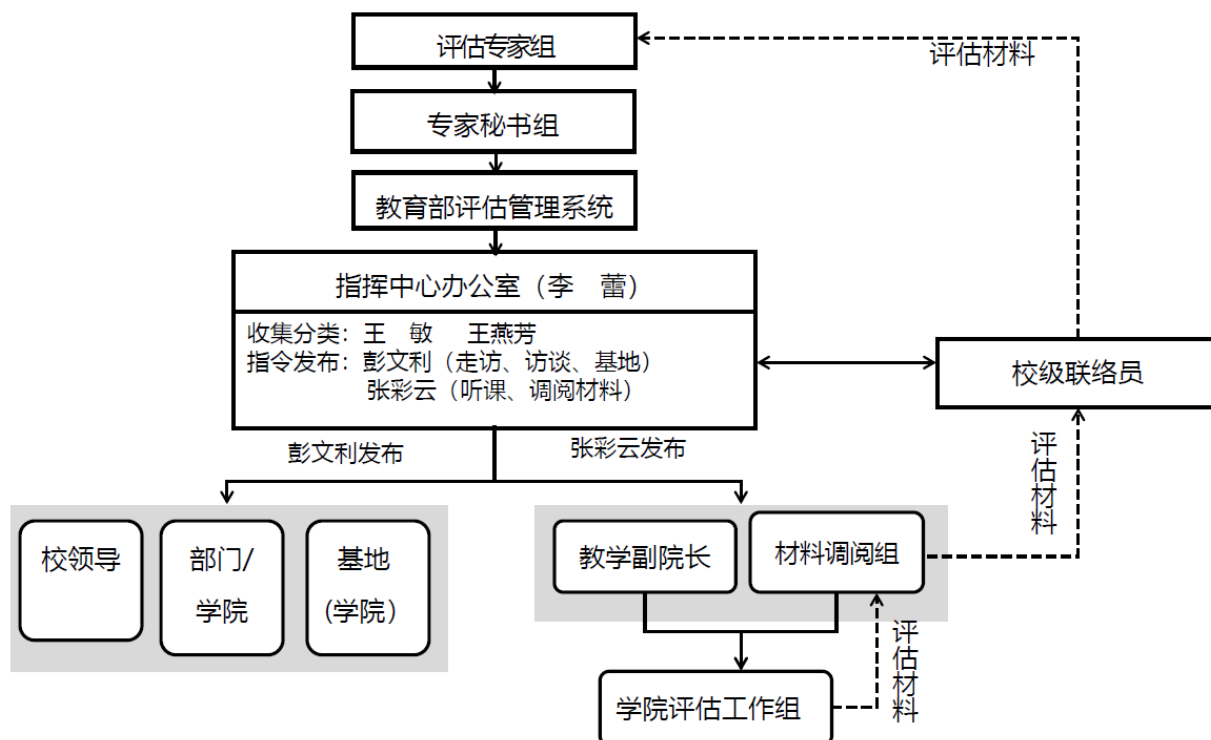 评估专家组
评估材料
专家秘书组
教育部评估管理系统
指挥中心办公室（李　蕾）
收集分类：王　敏　　王燕芳
指令发布：彭文利（走访、访谈、基地）
张彩云（听课、调阅材料）
校级联络员
彭文利发布
张彩云发布
评估材料
校领导
部门/
学院
基地
(学院）
教学副院长
材料调阅组
评估材料
学院评估工作组